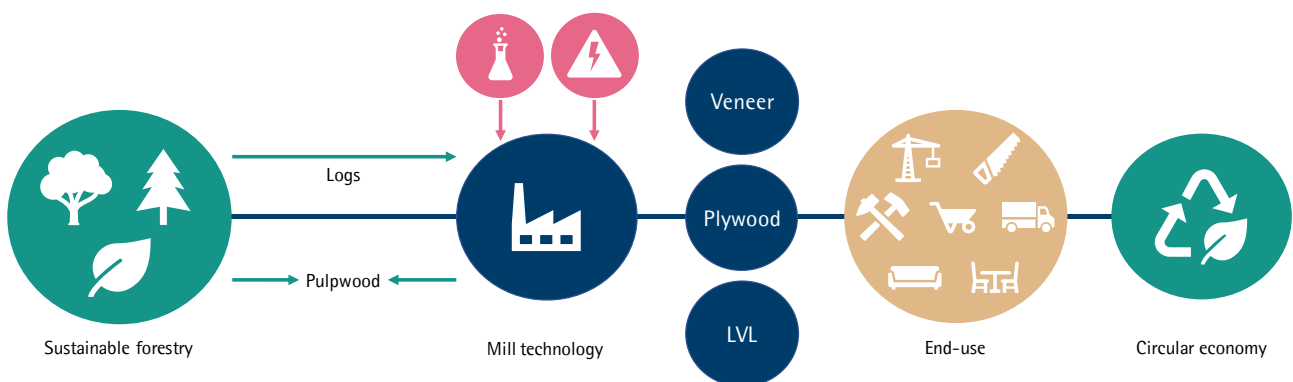 Veneer
Logs
Plywood
Pulpwood
LVL
Sustainable forestry
Mill technology
End-use
Circular economy